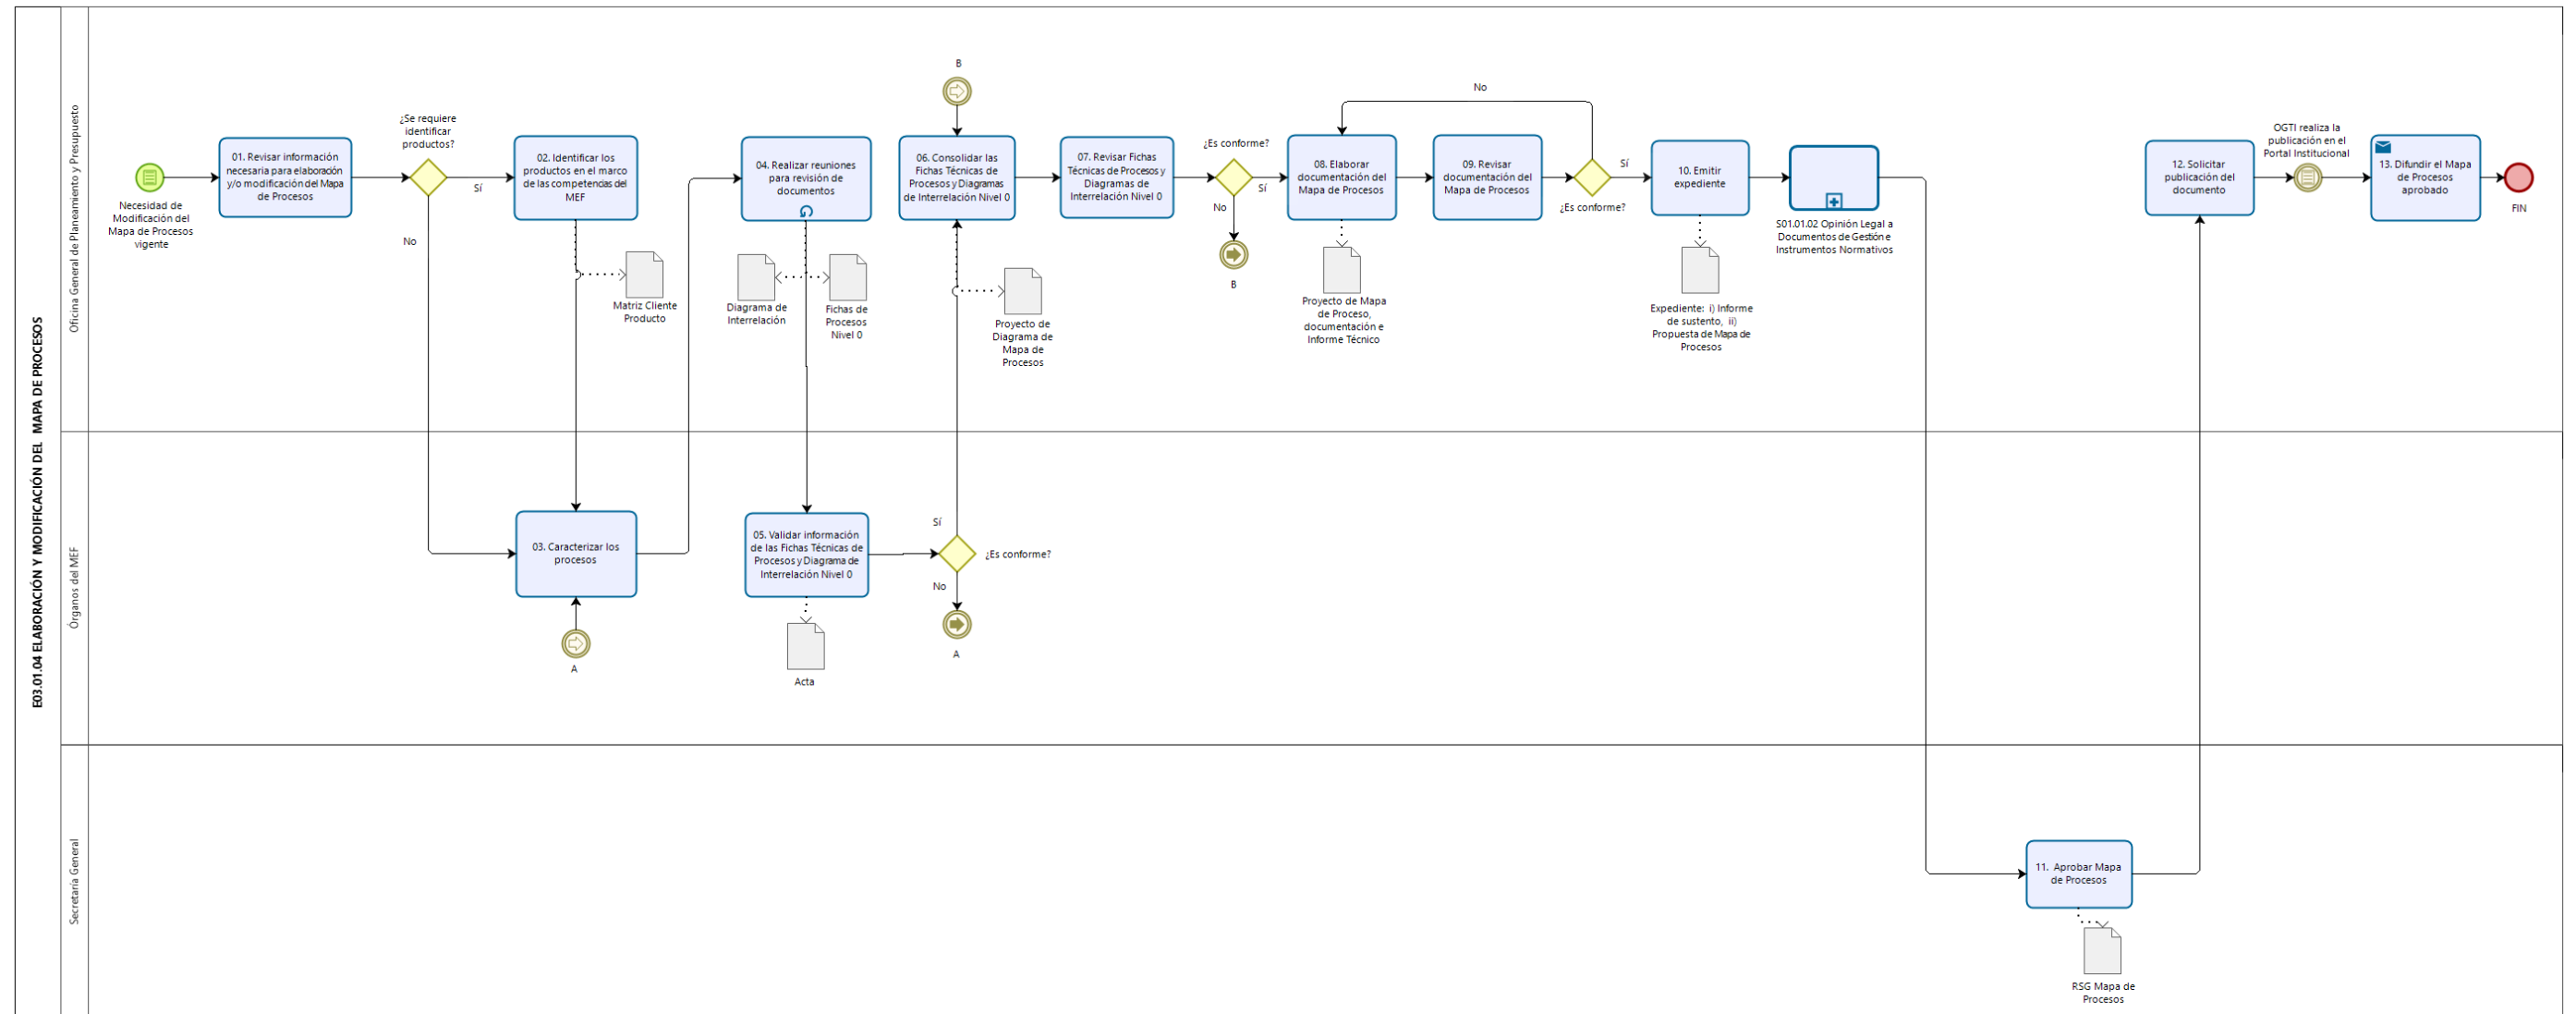 E03.01.04 ELABORACIÓN Y MODIFICACIÓN DEL MAPA DE PROCESOS
Oficina General de Planeamiento y Presupuesto
Necesidad de
Modificación del
Mapa de Procesos
vigente
01. Revisar información
necesaria para elaboración
y/o modificación del Mapa
de Procesos
¿Se requiere
identificar
productos?
Sí
No
02. Identificar los
productos en el marco
de las competencias del
MEF
Matriz Cliente
Producto
04. Realizar reuniones
para revisión de
documentos
Diagrama de
Interrelación
Fichas de
Procesos
Nivel 0
B
06. Consolidar las
Fichas Técnicas de
Procesos y Diagramas
de Interrelación Nivel 0
Proyecto de
Diagrama de
Mapa de
Procesos
07. Revisar Fichas
Técnicas de Procesos y
Diagramas de
Interrelación Nivel 0
¿Es conforme?
Sí
No
B
08. Elaborar
documentación del
Mapa de Procesos
Proyecto de Mapa
de Proceso,
documentación e
Informe Técnico
No
09. Revisar
documentación del
Mapa de Procesos
Sí
¿Es conforme?
10. Emitir
expediente
Expediente: i) Informe
de sustento, ii)
Propuesta de Mapa de
Procesos
S01.01.02 Opinión Legal a
Documentos de Gestión e
Instrumentos Normativos
12. Solicitar
publicación del
documento
OGTI realiza la
publicación en el
Portal Institucional
13. Difundir el Mapa
de Procesos
aprobado
FIN
Órganos del MEF
03. Caracterizar los
procesos
A
05. Validar información
de las Fichas Técnicas de
Procesos y Diagrama de
Interrelación Nivel 0
Acta
Sí
¿Es conforme?
No
A
Secretaría General
11. Aprobar Mapa
de Procesos
RSG Mapa de
Procesos